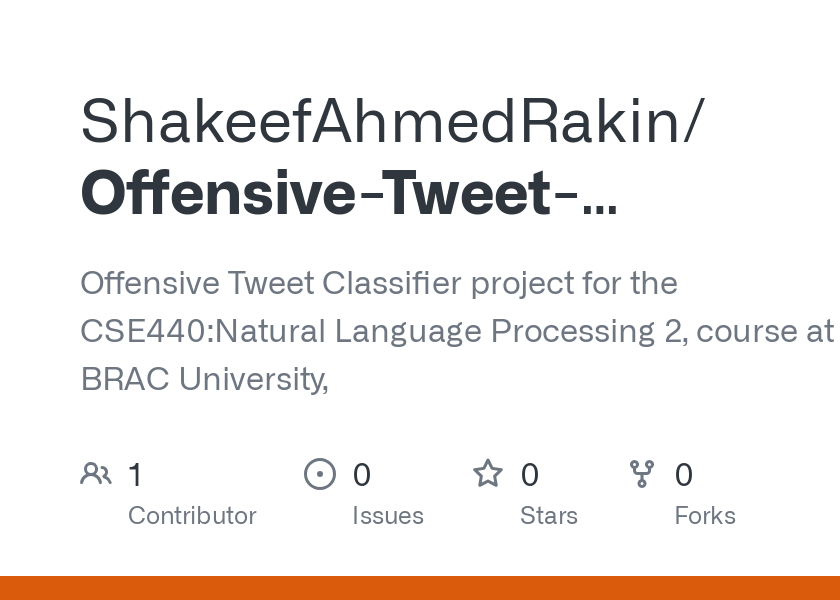 ShakeefAhmedRakin/
Offensive-Tweet-...
Offensive Tweet Classifier project for the
CSE440:Natural Language Processing 2, course at
BRAC University,
1 0 0 0
Contributor Issues Stars Forks